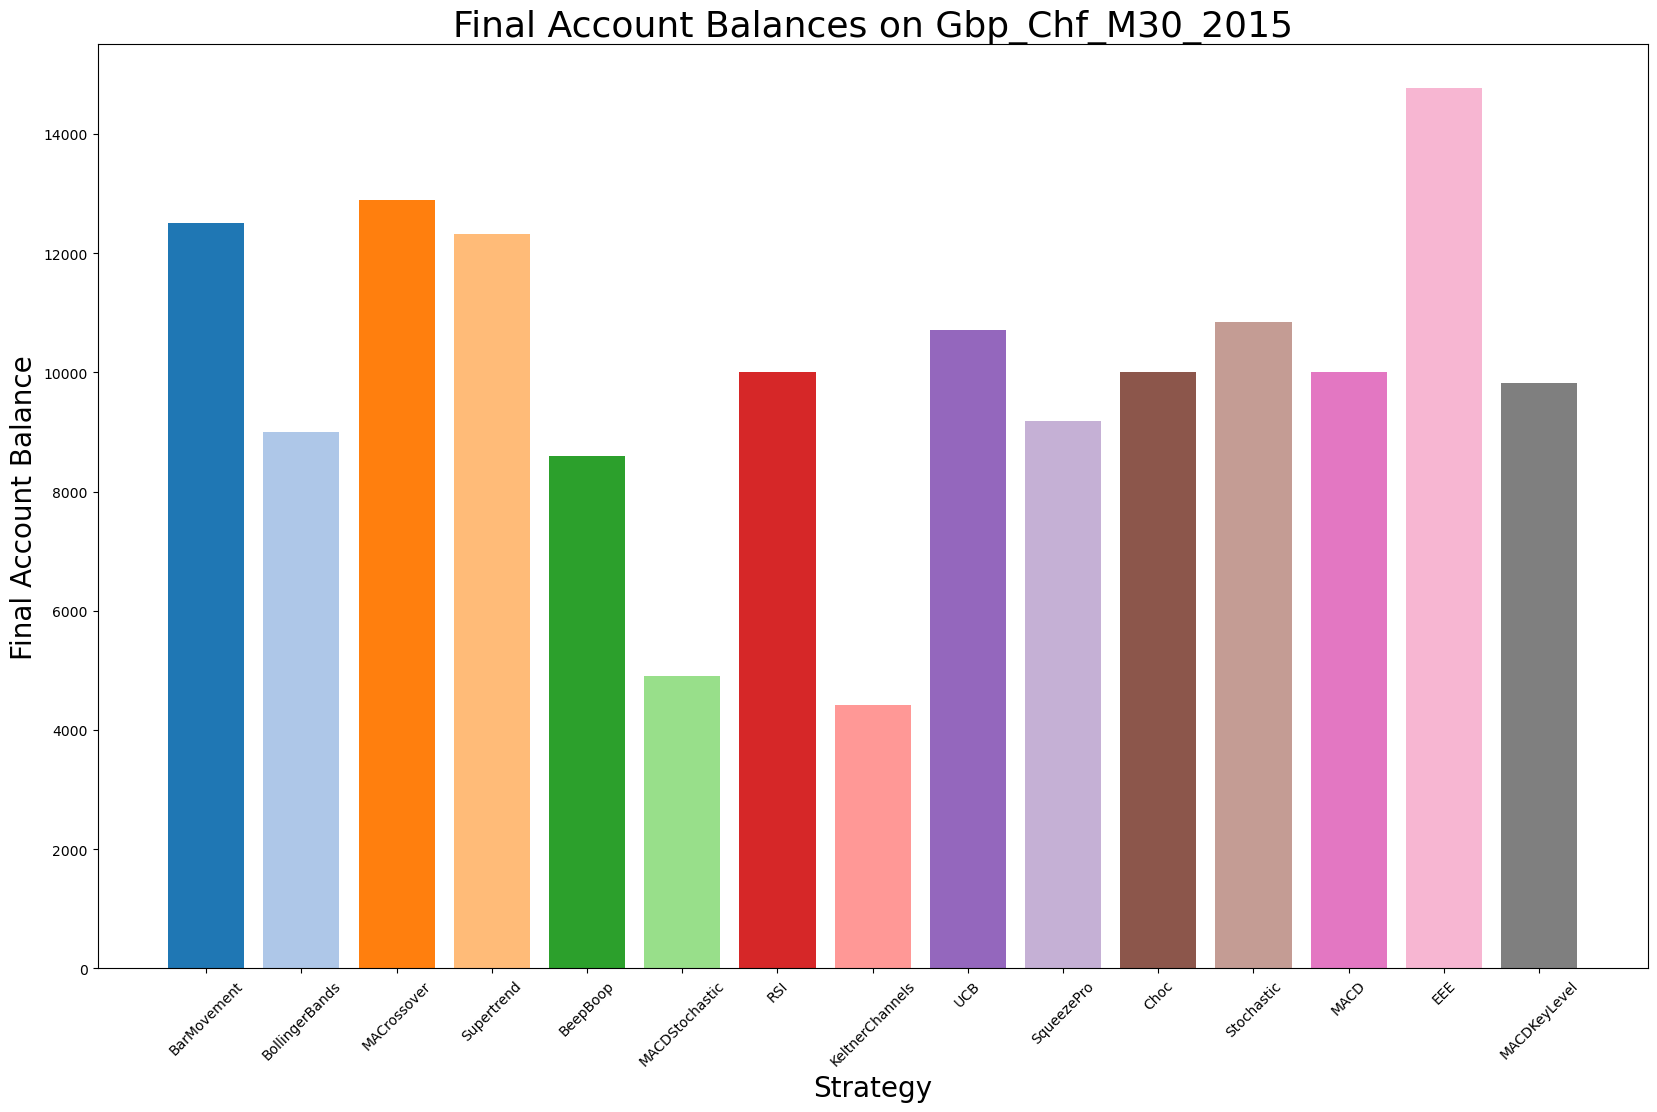 Final Account Balances on Gbp_Chf_M30_2015
Final Account Balance
14000
12000
10000
8000
6000
4000
2000
0
BarMovement
BollingerBands
MACrossover
Supertrend
BeepBoop
MACDStochastic
RSI
KeltnerChannels
UCB
SqueezePro
Choc
Stochastic
MACD
EEE
MACDKeyLevel
Strategy